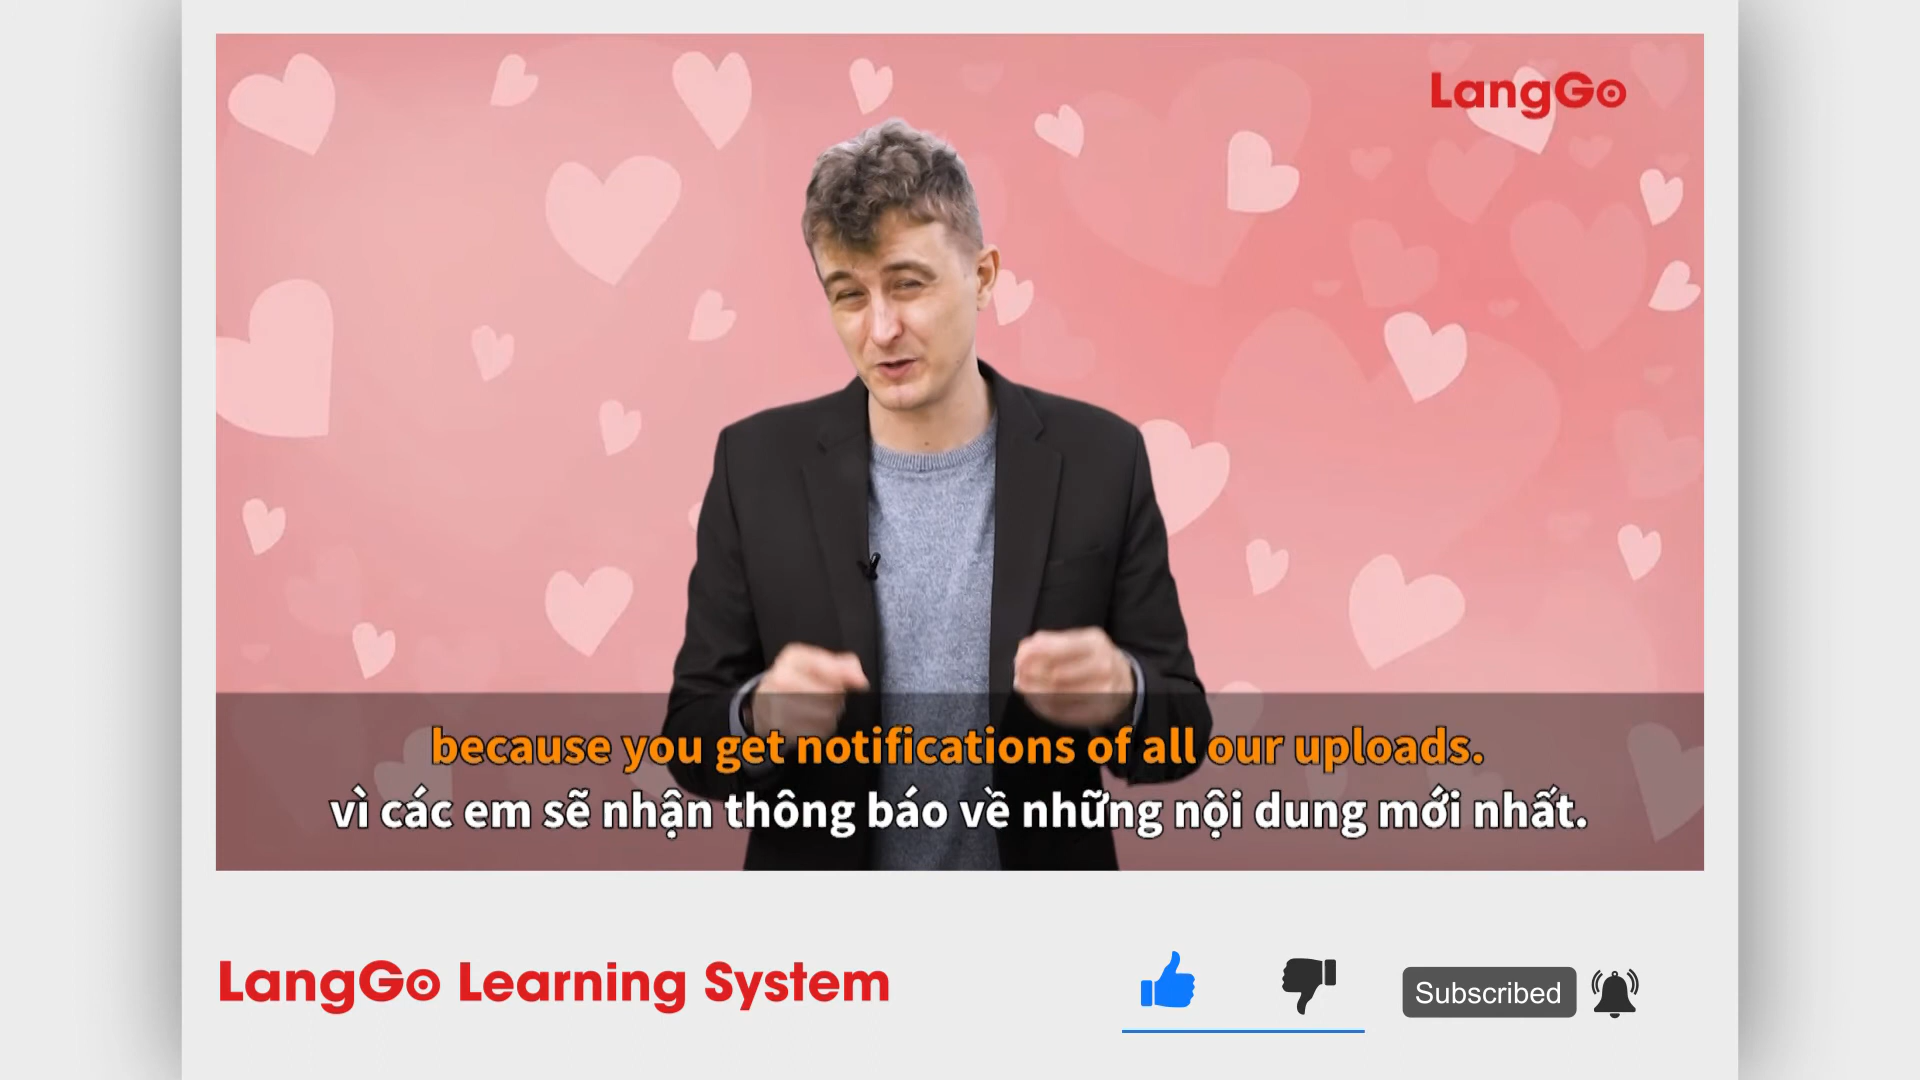 LangGo
because you get notifications of all our uploads.
vì các em sẽ nhận thông báo về những nội dung mới nhất.
LangGo Learning System
Subscribed